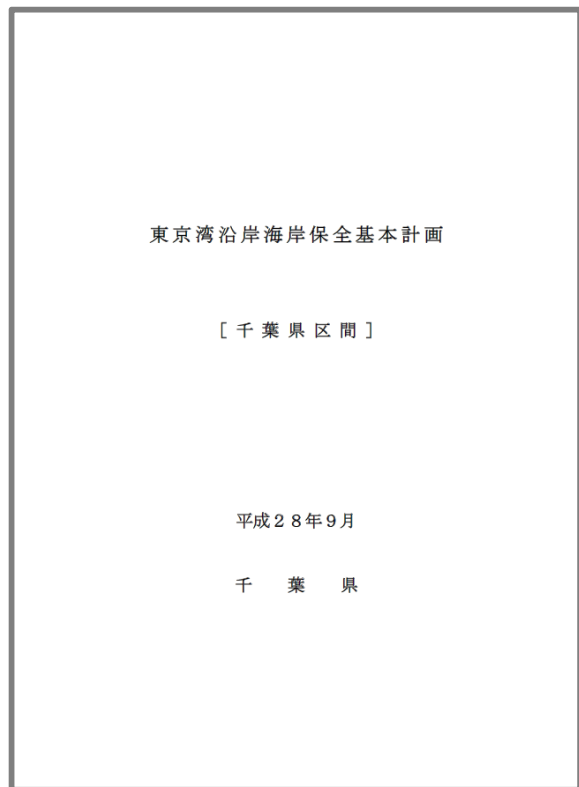 東京湾沿岸海岸保全基本計画
[千葉県区間]
平成２８年９月
千　葉　県